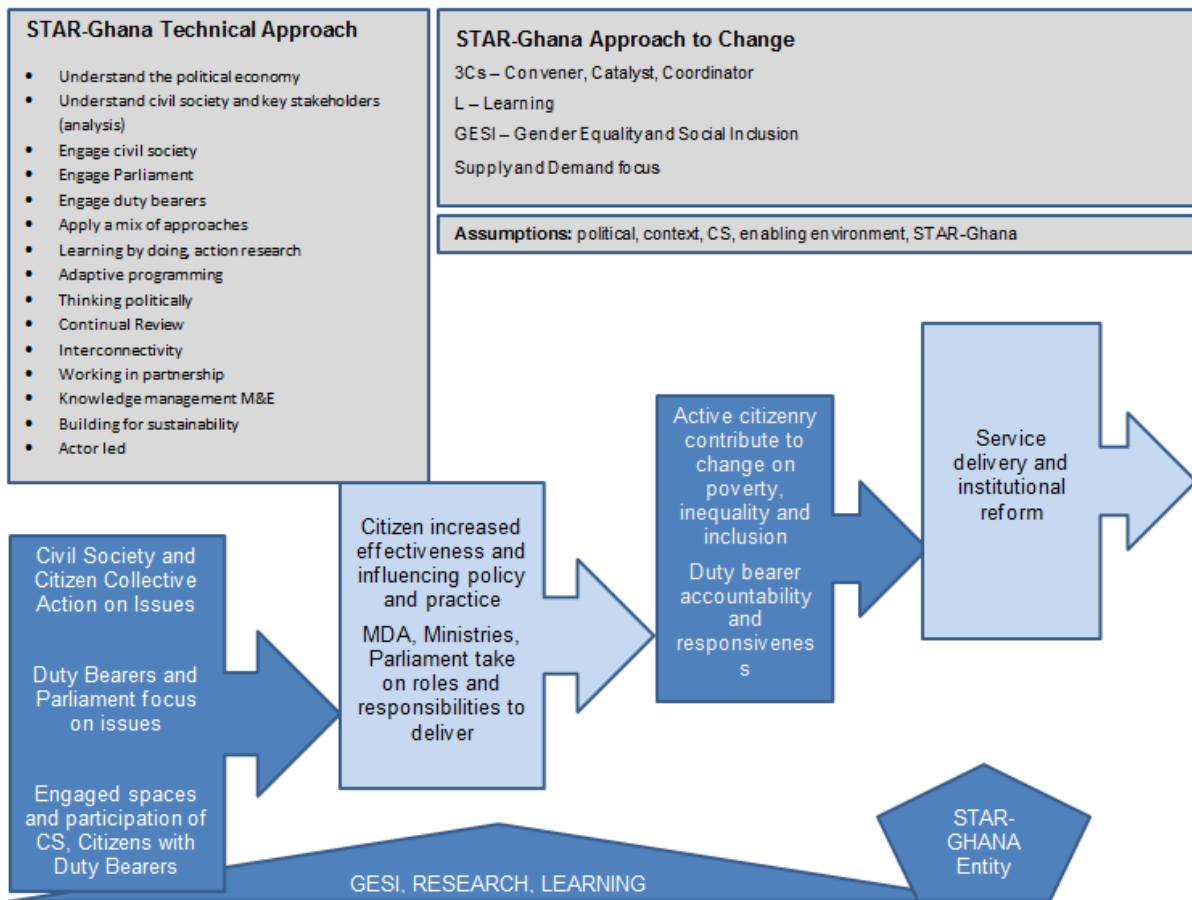 STAR-Ghana Technical Approach
• Understand the political economy
• Understand civil society and key stakeholders
(analysis)
• Engage civil society
• Engage Parliament
• Engage duty bearers
• Apply a mix of approaches
• Learning by doing, action research
• Adaptive programming
• Thinking politically
• Continual Review
• Interconnectivity
• Working in partnership
• Knowledge management M&E
• Building for sustainability
• Actor led
STAR-Ghana Approach to Change
3Cs – Convener, Catalyst, Coordinator
L – Learning
GESI – Gender Equality and Social Inclusion
Supply and Demand focus
Assumptions: political, context, CS, enabling environment, STAR-Ghana
Civil Society and
Citizen Collective
Action on Issues
Duty Bearers and
Parliament focus
on issues
Engaged spaces
and participation of
CS, Citizens with
Duty Bearers
Citizen increased
effectiveness and
influencing policy
and practice
MDA, Ministries,
Parliament take
on roles and
responsibilities to
deliver
Active citizenry
contribute to
change on
poverty,
inequality and
inclusion
Duty bearer
accountability
and
responsivenes
s
Service
delivery and
institutional
reform
STAR-
GHANA
Entity
GESI, RESEARCH, LEARNING